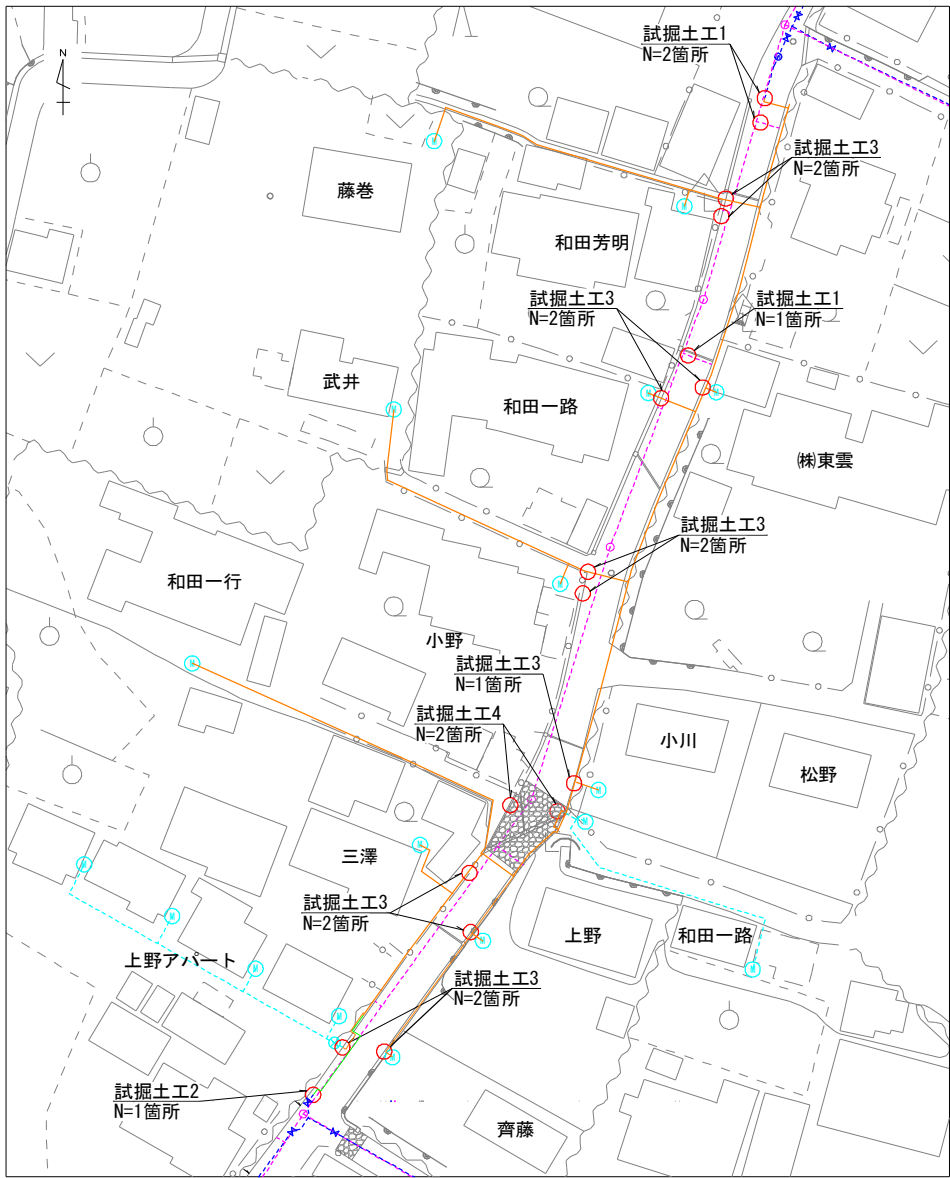 試掘土工1
N=2箇所
N
試掘土工3
N=2箇所
M
藤巻
M
和田芳明
試掘土工3
N=2箇所
試掘土工1
N=1箇所
武井
M
M
M
和田一路
㈱東雲
試掘土工3
N=2箇所
和田一行
M
小野
M
試掘土工3
N=1箇所
試掘土工4
N=2箇所
小川
松野
M
M
三澤
M
M
試掘土工3
N=2箇所
M
上野
和田一路
M
上野アパート
M
M
試掘土工3
N=2箇所
M
M
試掘土工2
N=1箇所
齊藤